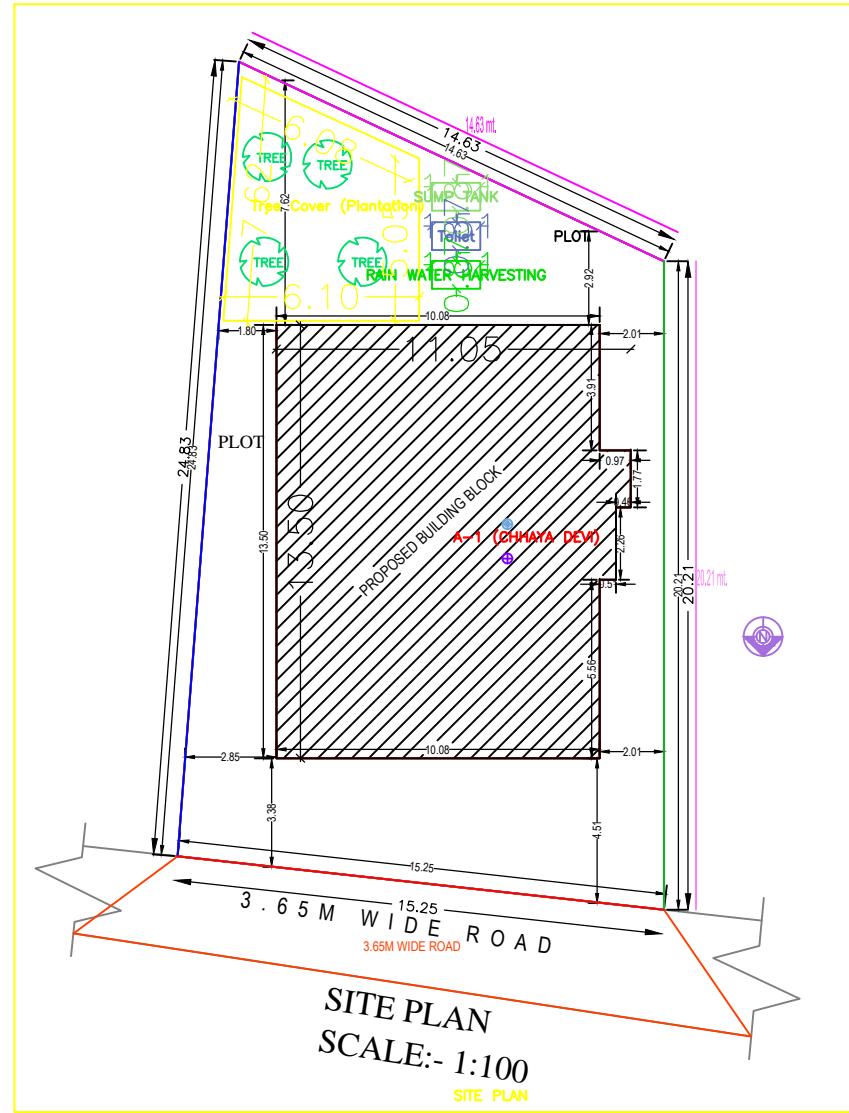 14.63 mt.
14.63
14.63
TREE
TREE
7.62
SUMP TANK
Tree Cover (Plantation)
7.62
Toilet
PLOT
TREE
TREE
RAIN WATER HARVESTING
2.92
6.10
10.08
1.80
2.01
11.05
3.91
PLOT
24.83
24.83
0.97
1.77
0.46
13.50
13.50
PROPOSED BUILDING BLOCK
A-1 (CHHAYA DEVI)
2.26
0.51
20.21
20.21
20.21 mt.
N
5.56
2.85
10.08
2.01
3.38
4.51
15.25
15.25
3.65M WIDE ROAD
3.65M WIDE ROAD
SITE PLAN
SCALE:- 1:100
SITE PLAN